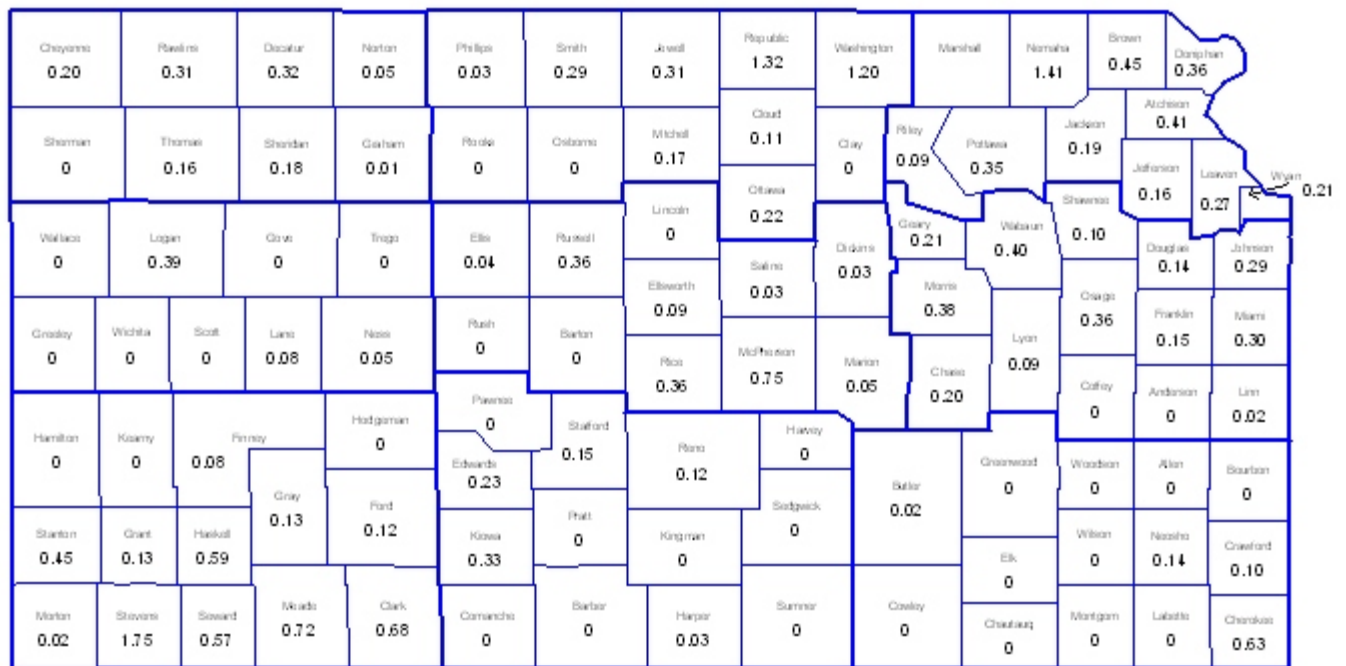 Cheyenne Rawlins Decatur Norton Phillips Smith Jewell Republic Washington Marshall Nemaha Brown Doniphan
0.20 0.31 0.32 0.05 0.03 0.29 0.31 1.32 1.20 1.41 0.45 0.36
Sherman Thomas Sheridan Graham Rooks Osborne Mitchell Cloud Clay Riley Pottawa Jackson Atchison
0 0.16 0.18 0.01 0 0 0.17 0.11 0 0.09 0.35 0.19 0.41
Ottawa Jefferson Leaven Wyan
0.22 0.16 0.27 0.21
Wallace Logan Gove Trego Ellis Russell Lincoln Saline Dickins Geary Wabaun Shawnee Douglas Johnson
0 0.39 0 0 0.04 0.36 0 0.03 0.03 0.21 0.40 0.10 0.14 0.29
Greeley Wichita Scott Lane Ness Rush Barton Ellsworth Morris Osage Franklin Miami
0 0 0 0.08 0.05 0 0 0.09 0.38 0.36 0.15 0.30
Rice McPherson Marion Chase Lyon Coffey Anderson Linn
0.36 0.75 0.05 0.20 0.09 0 0 0.02
Hamilton Kearny Finney Hodgeman Pawnee Stafford Reno Harvey
0 0 0.08 0 0 0.15 0.12 0
Gray Ford Edwards Pratt Sedgwick Butler Greenwood Woodson Allen Bourbon
0.13 0.12 0.23 0 0 0.02 0 0 0 0
Stanton Grant Haskell Kiowa Kingman Elk Wilson Neosho Crawford
0.45 0.13 0.59 0.33 0 0 0 0.14 0.10
Morton Stevens Seward Meade Clark Comanche Barber Harper Sumner Cowley Chautauq Montgom Labette Cherokee
0.02 1.75 0.57 0.72 0.68 0 0 0.03 0 0 0 0 0 0.63